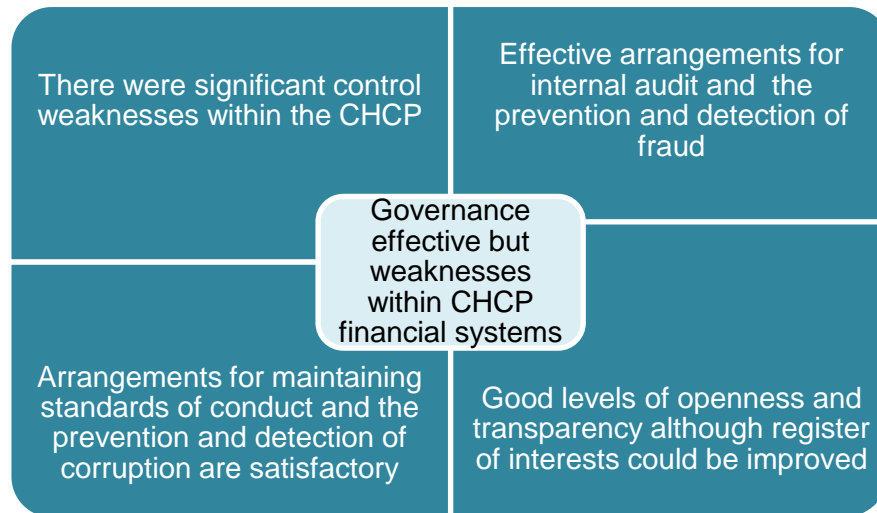 There were significant control
weaknesses within the CHCP
Effective arrangements for
internal audit and the
prevention and detection of
fraud
Governance
effective but
weaknesses
within CHCP
financial systems
Arrangements for maintaining
standards of conduct and the
prevention and detection of
corruption are satisfactory
Good levels of openness and
transparency although register
of interests could be improved